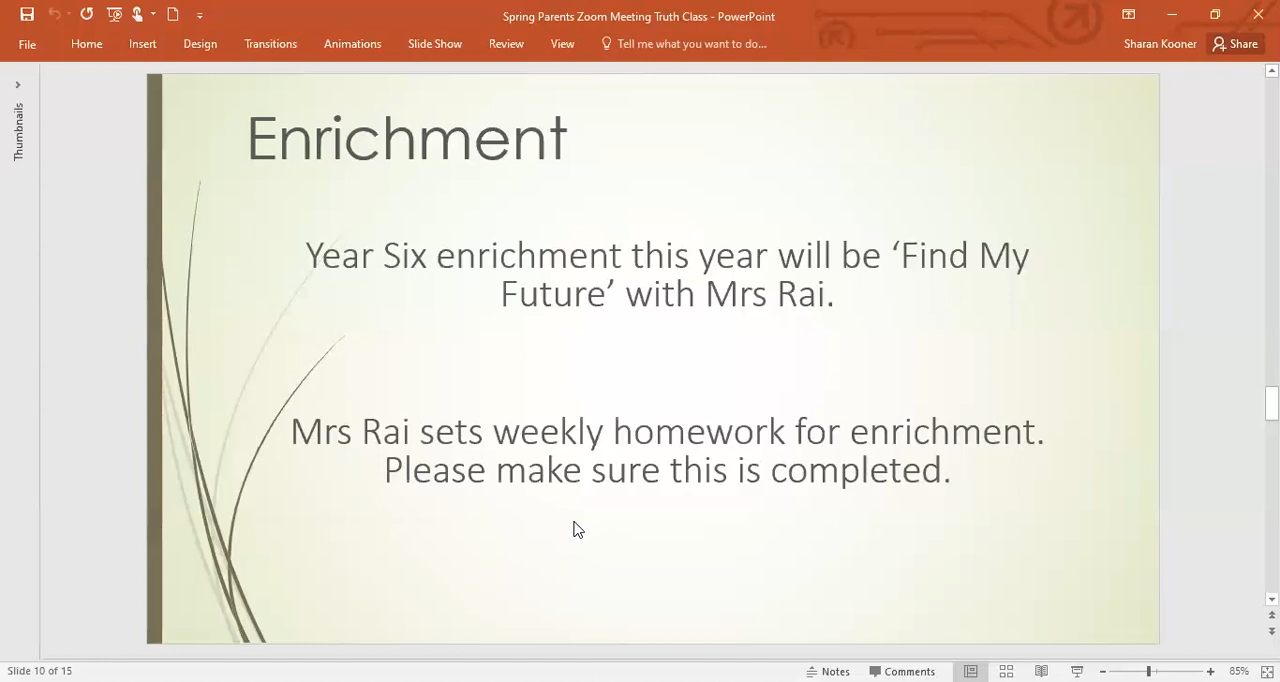 Spring Parents Zoom Meeting Truth Class - PowerPoint
File Home Insert Design Transitions Animations Slide Show Review View Tell me what you want to do... Sharan Kooner Share
Thumbnails
Enrichment
Year Six enrichment this year will be ‘Find My
Future’ with Mrs Rai.
Mrs Rai sets weekly homework for enrichment.
Please make sure this is completed.
Slide 10 of 15 Notes Comments 85%